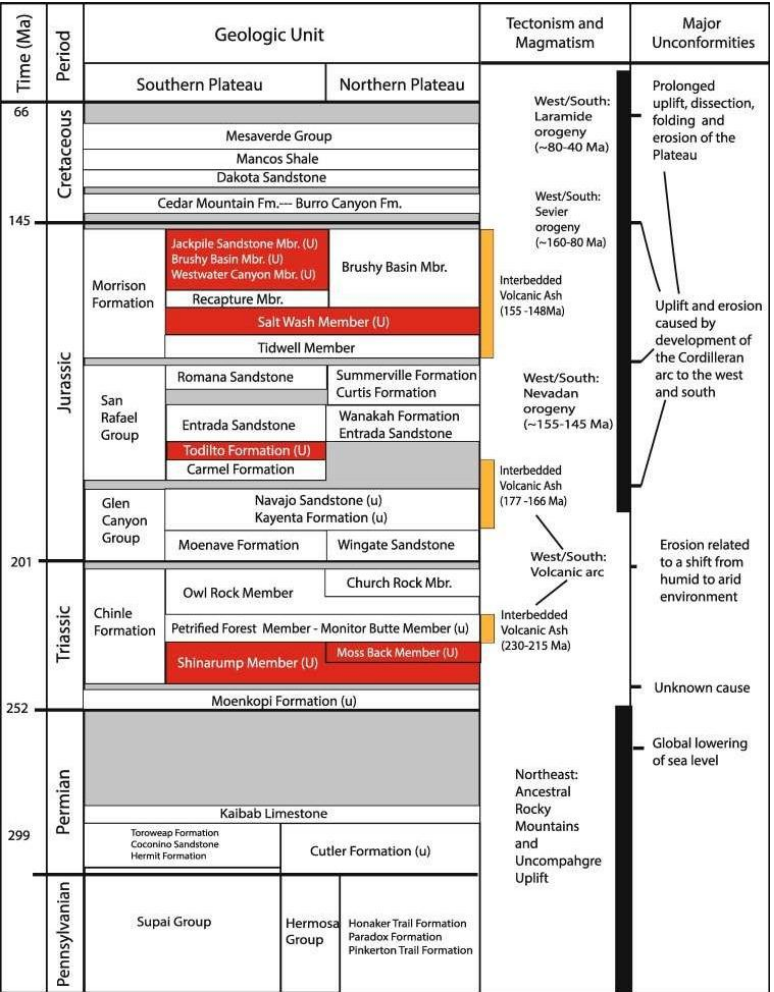 Time (Ma)
Period
Geologic Unit
Southern Plateau
Northern Plateau
Tectonism and
Magmatism
Major
Unconformities
66
145
201
252
299
Cretaceous
Jurassic
Triassic
Permian
Pennsylvanian
Mesaverde Group
Mancos Shale
Dakota Sandstone
Cedar Mountain Fm.--- Burro Canyon Fm.
Morrison
Formation
Jackpile Sandstone Mbr. (U)
Brushy Basin Mbr. (U)
Westwater Canyon Mbr. (U)
Brushy Basin Mbr.
Recapture Mbr.
Salt Wash Member (U)
Tidwell Member
San
Rafael
Group
Romana Sandstone
Summerville Formation
Curtis Formation
Entrada Sandstone
Wanakah Formation
Entrada Sandstone
Todilto Formation (U)
Carmel Formation
Glen
Canyon
Group
Navajo Sandstone (u)
Kayenta Formation (u)
Moenave Formation
Wingate Sandstone
Chinle
Formation
Owl Rock Member
Church Rock Mbr.
Petrified Forest Member - Monitor Butte Member (u)
Shinarump Member (U)
Moss Back Member (U)
Moenkopi Formation (u)
Kaibab Limestone
Toroweap Formation
Coconino Sandstone
Hermit Formation
Cutler Formation (u)
Supai Group
Hermosa
Group
Honaker Trail Formation
Paradox Formation
Pinkerton Trail Formation
West/South:
Laramide
orogeny
(~80-40 Ma)
West/South:
Sevier
orogeny
(~160-80 Ma)
Interbedded
Volcanic Ash
(155 -148Ma)
West/South:
Nevadan
orogeny
(~155-145 Ma)
Interbedded
Volcanic Ash
(177 -166 Ma)
West/South:
Volcanic arc
Interbedded
Volcanic Ash
(230-215 Ma)
Northeast:
Ancestral
Rocky
Mountains
and
Uncompahgre
Uplift
Prolonged
uplift, dissection,
folding and
erosion of the
Plateau
Uplift and erosion
caused by
development of
the Cordilleran
arc to the west
and south
Erosion related
to a shift from
humid to arid
environment
Unknown cause
Global lowering
of sea level